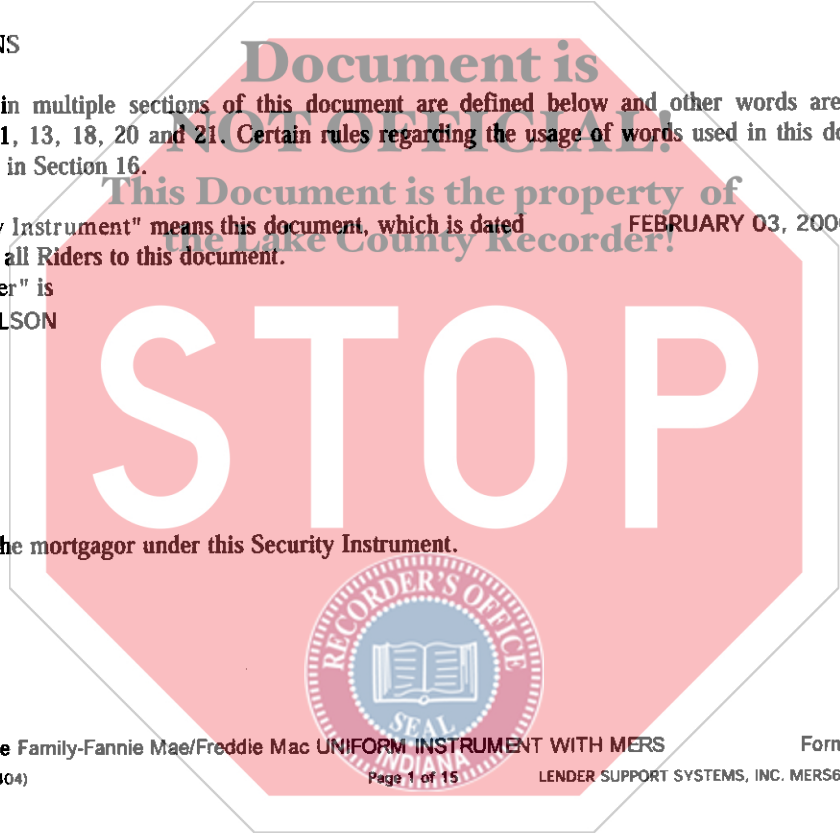 NS
Document is
in multiple sections of this document are defined below and other words are
NOT OFFICIAL!
1, 13, 18, 20 and 21. Certain rules regarding the usage of words used in this do
in Section 16.
This Document is the property of
Instrument" means this document, which is dated FEBRUARY 03, 200
the Lake County Recorder!
all Riders to this document.
er" is
LSON
STOP
he mortgagor under this Security Instrument.
RECORDER'S OFFICE
SEAL
INDIANA
e Family-Fannie Mae/Freddie Mac UNIFORM INSTRUMENT WITH MERS Form
404) Page 1 of 15 LENDER SUPPORT SYSTEMS, INC. MERS6